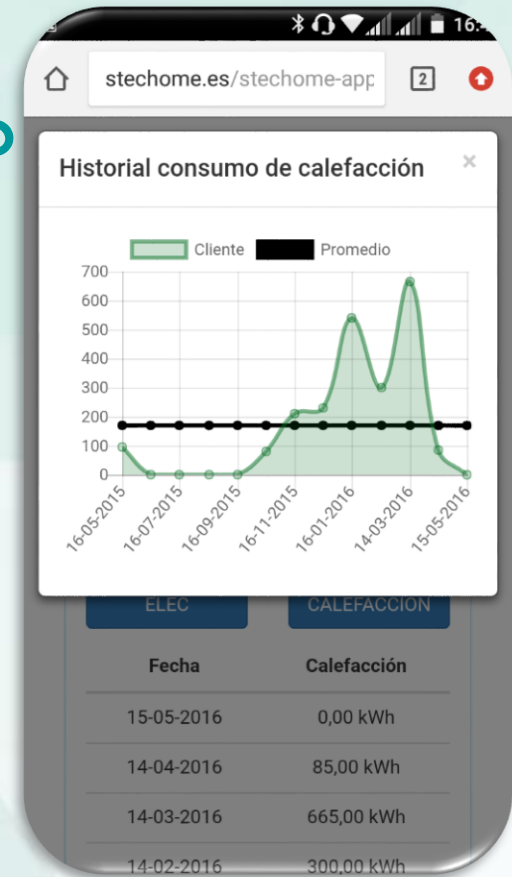 16:4
stechome.es/stechome-app
2
Historial consumo de calefacción ×
Cliente Promedio
700
600
500
400
300
200
100
0
16-05-2015 16-07-2015 16-09-2015 16-11-2015 16-01-2016 14-03-2016 15-05-2016
ELEC CALEFACCION
Fecha Calefacción
15-05-2016 0,00 kWh
14-04-2016 85,00 kWh
14-03-2016 665,00 kWh
14-02-2016 300,00 kWh